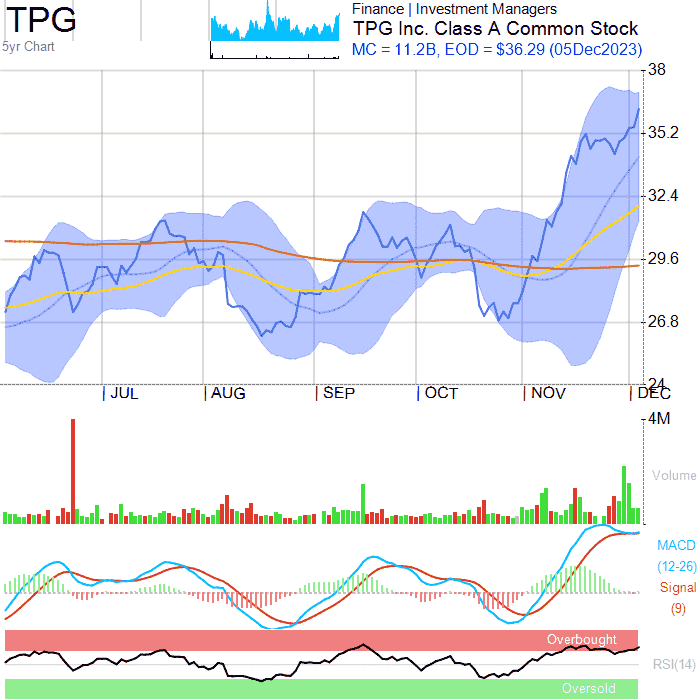 TPG
5yr Chart
Finance | Investment Managers
TPG Inc. Class A Common Stock
MC = 11.2B, EOD = $36.29 (05Dec2023)
38
35.2
32.4
29.6
26.8
24
JUL AUG SEP OCT NOV DEC
4M
Volume
MACD
(12-26)
Signal
(9)
Overbought
RSI(14)
Oversold